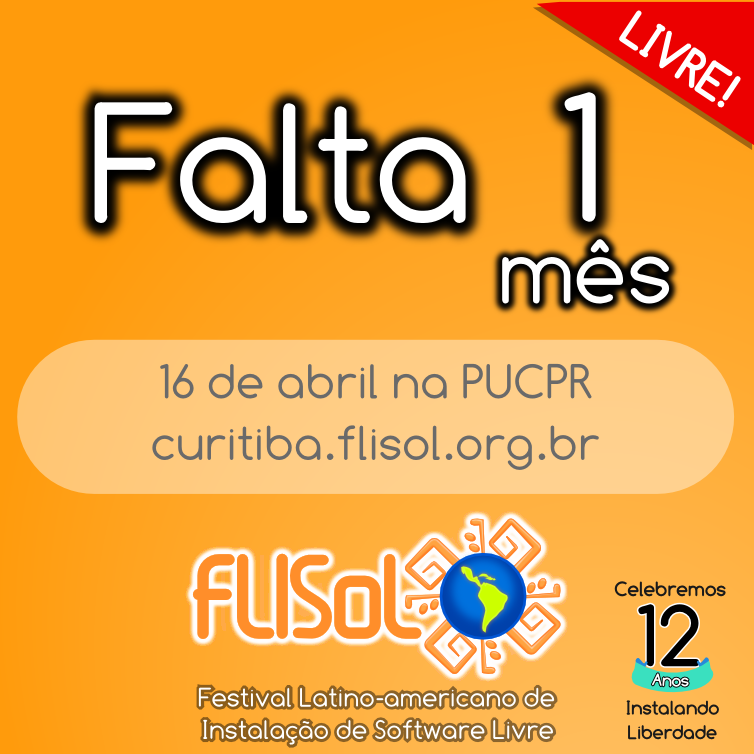 LIVRE!
Falta 1
mês
16 de abril na PUCPR
curitiba.flisol.org.br
FLISoL
Festival Latino-americano de
Instalação de Software Livre
Celebremos
12
Anos
Instalando
Liberdade